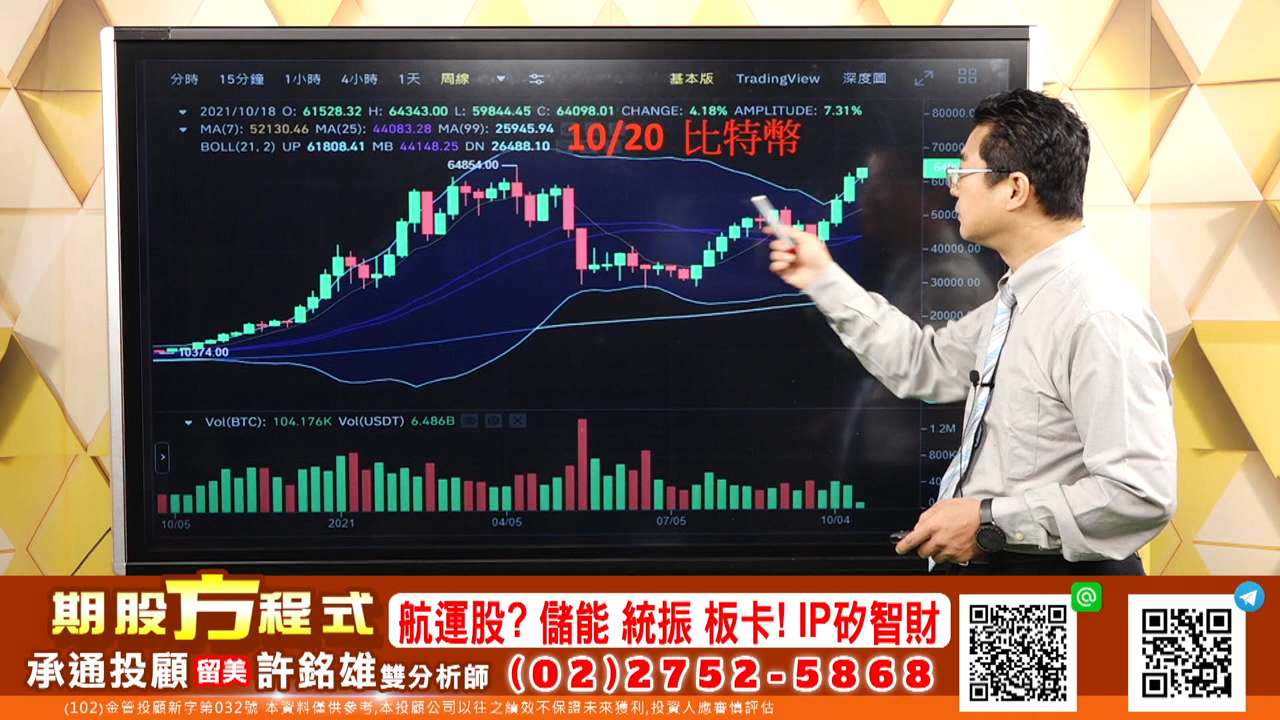 分時 15分鐘 1小時 4小時 1天 周線 基本版 TradingView 深度圖
2021/10/18 O: 61528.32 H: 64343.00 L: 59844.45 C: 64098.01 CHANGE: 4.18% AMPLITUDE: 7.31%
MA(7): 52130.46 MA(25): 44083.28 MA(99): 25945.94
BOLL(21, 2) UP 61808.41 MB 44148.25 DN 26488.10
10/20 比特幣
64854.00
10374.00
80000.0
40000.00
30000.00
20000
Vol(BTC): 104.176K Vol(USDT) 6.486B
1.2M
800K
10/05 2021 04/05 07/05 10/04
期股方程式
航運股? 儲能 統振 板卡! IP矽智財
承通投顧 留美 許銘雄 雙分析師 (02)2752-5868
(102)金管投顧新字第032號 本資料僅供參考,本投顧公司以往之績效不保證未來獲利,投資人應審慎評估